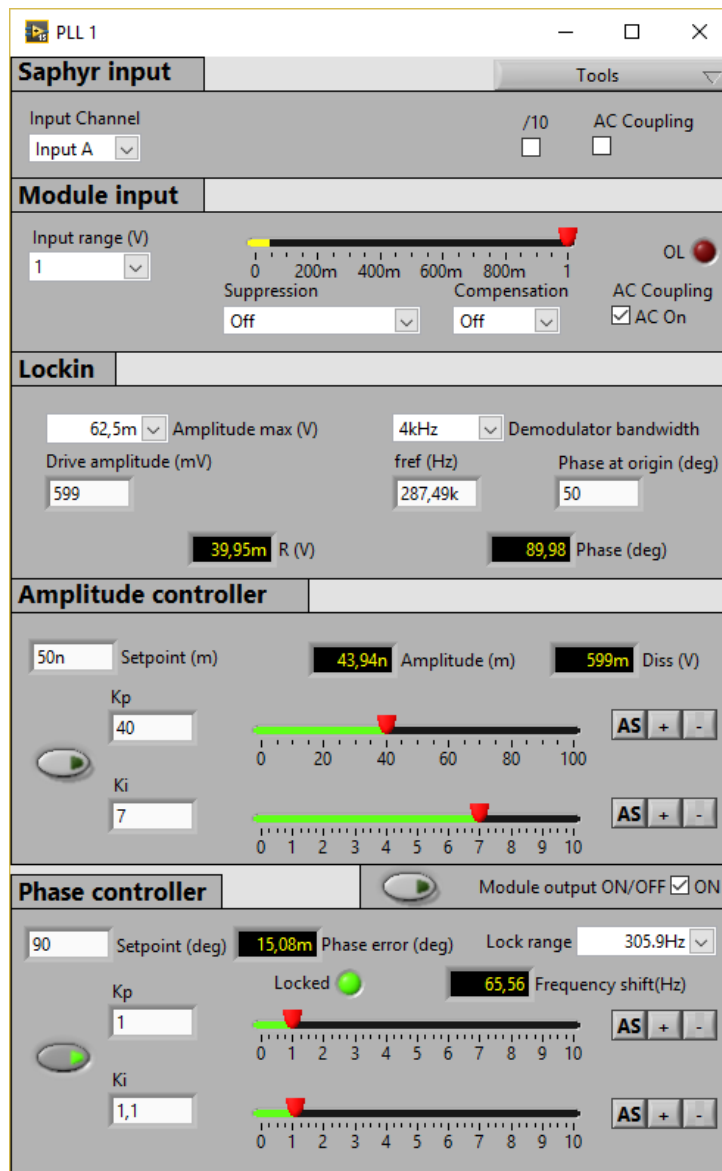 PLL 1
Saphyr input
Tools
Input Channel
/10 AC Coupling
Input A
Module input
Input range (V)
1
0 200m 400m 600m 800m 1
OL
Suppression Compensation AC Coupling
Off Off AC On
Lockin
62,5m Amplitude max (V) 4kHz Demodulator bandwidth
Drive amplitude (mV) fref (Hz) Phase at origin (deg)
599 287,49k 50
39,95m R (V) 89,98 Phase (deg)
Amplitude controller
50n Setpoint (m) 43,94n Amplitude (m) 599m Diss (V)
Kp
40
AS + -
0 20 40 60 80 100
Ki
7
AS + -
0 1 2 3 4 5 6 7 8 9 10
Phase controller
Module output ON/OFF ON
90 Setpoint (deg) 15,08m Phase error (deg) Lock range 305.9Hz
Locked 65,56 Frequency shift(Hz)
Kp
1
AS + -
0 1 2 3 4 5 6 7 8 9 10
Ki
1,1
AS + -
0 1 2 3 4 5 6 7 8 9 10